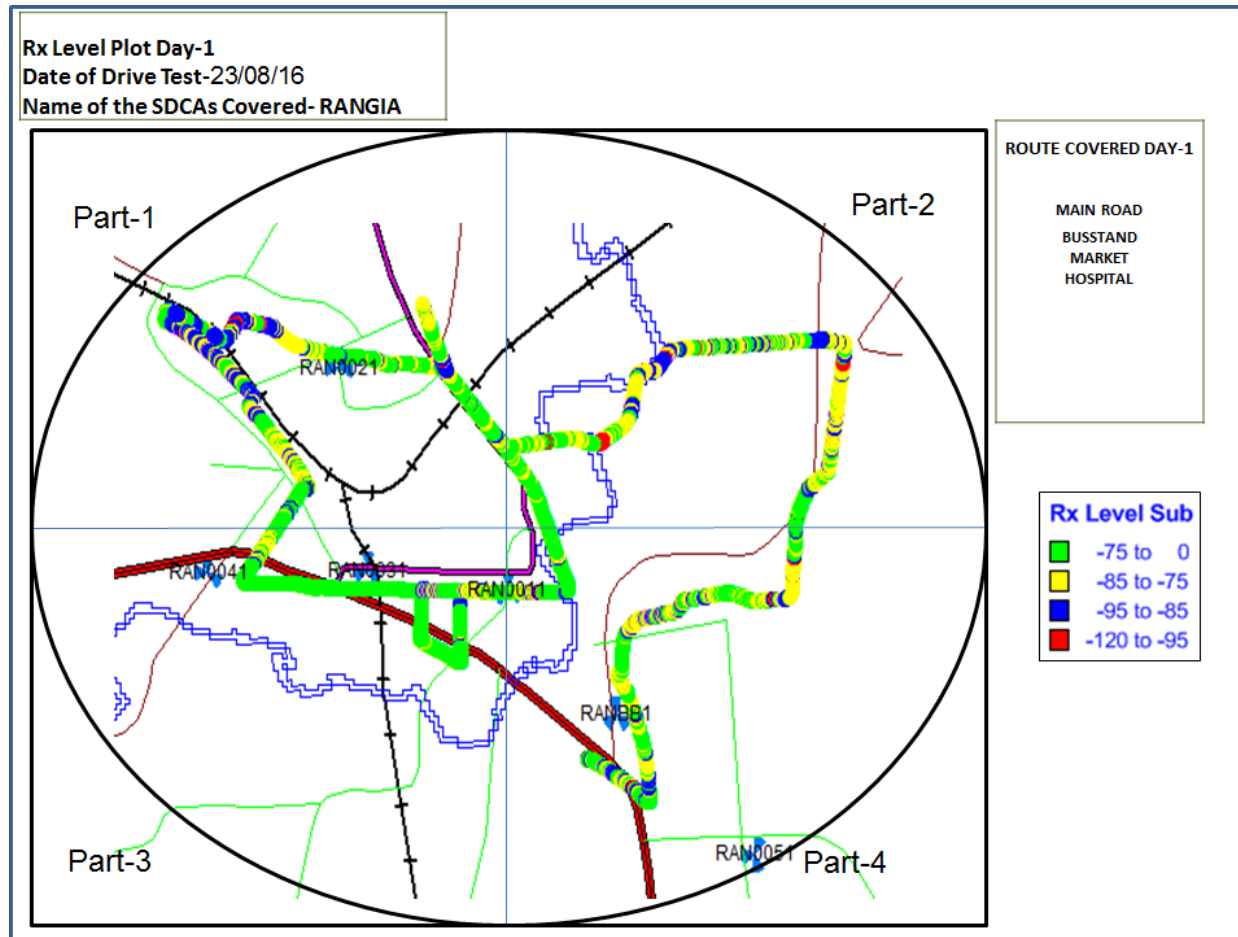 Rx Level Plot Day-1
Date of Drive Test-23/08/16
Name of the SDCAs Covered- RANGIA
ROUTE COVERED DAY-1
MAIN ROAD
BUSSTAND
MARKET
HOSPITAL
Part-1
Part-2
RAN0021
RAN0041
RAN0031
RAN0011
RANBB1
RAN0051
Part-3
Part-4
Rx Level Sub
-75 to 0
-85 to -75
-95 to -85
-120 to -95